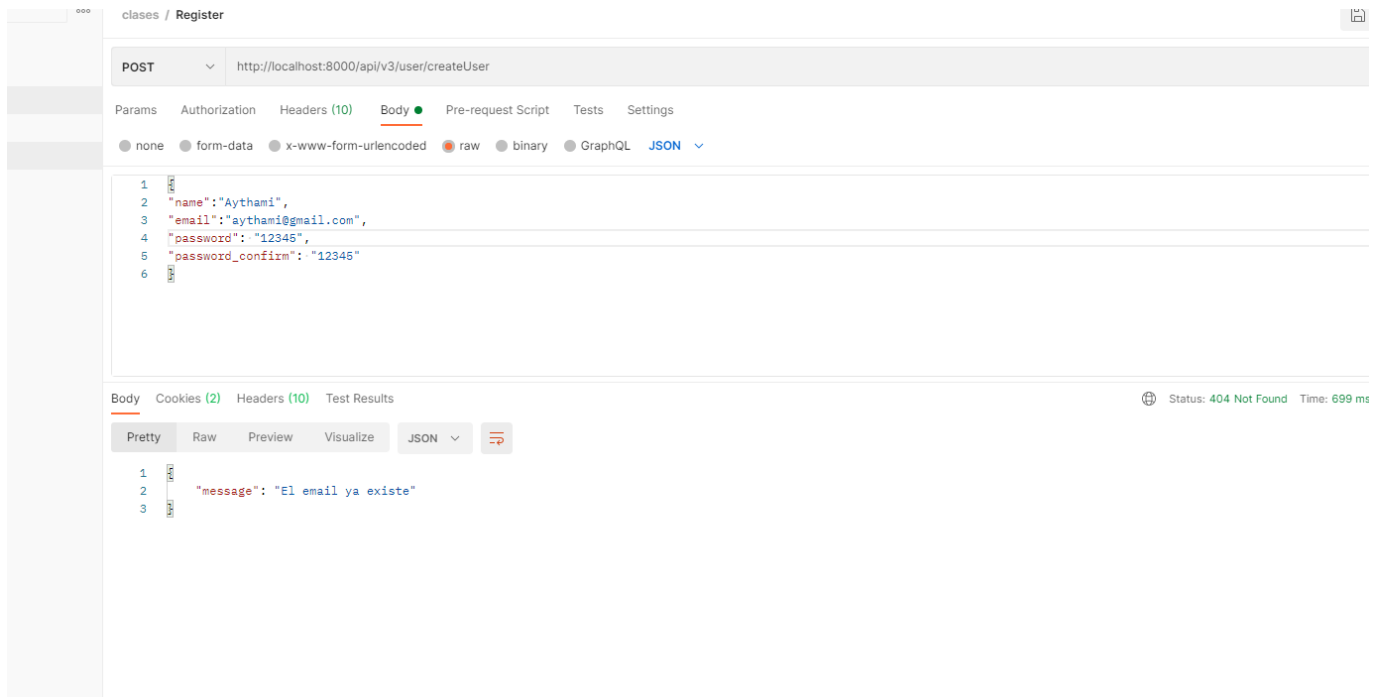 clases / Register
POST http://localhost:8000/api/v3/user/createUser
Params Authorization Headers (10) Body Pre-request Script Tests Settings
none form-data x-www-form-urlencoded raw binary GraphQL JSON
1 {
2 "name":"Aythami",
3 "email":"aythami@gmail.com",
4 "password": "12345",
5 "password_confirm": "12345"
6 }
Body Cookies (2) Headers (10) Test Results Status: 404 Not Found Time: 699 ms
Pretty Raw Preview Visualize JSON
1 {
2 "message": "El email ya existe"
3 }